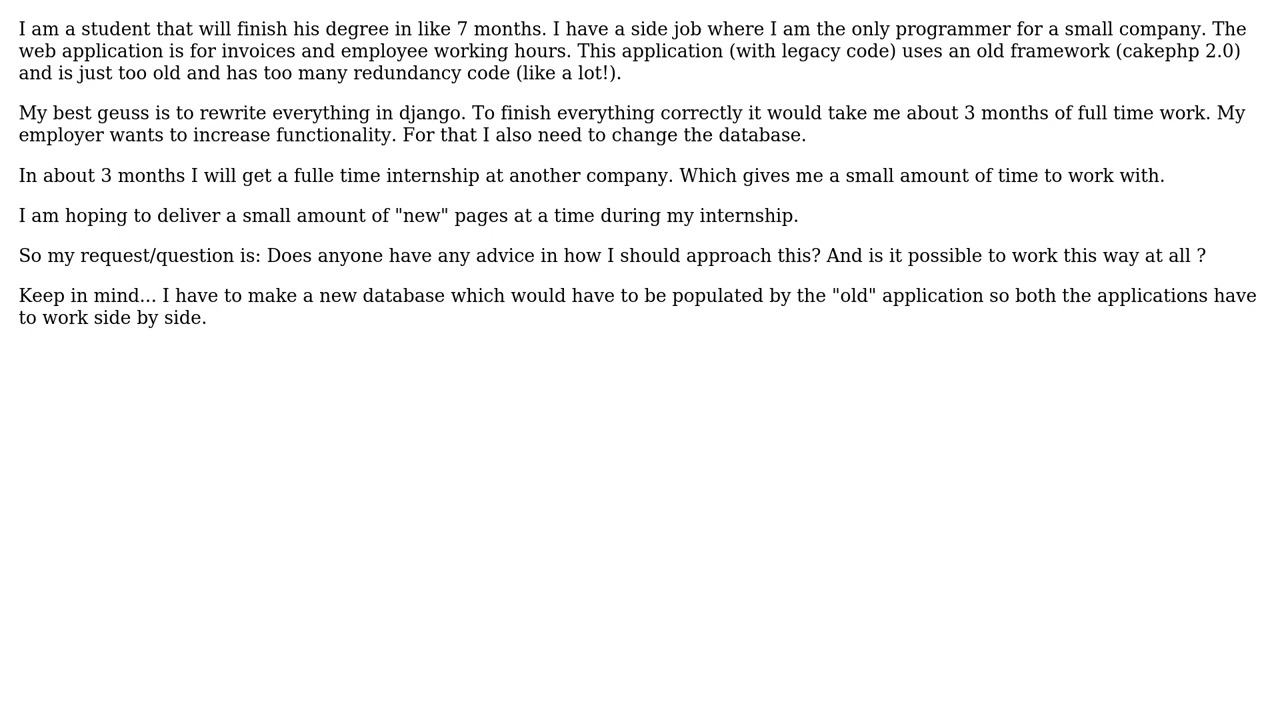 I am a student that will finish his degree in like 7 months. I have a side job where I am the only programmer for a small company. The
web application is for invoices and employee working hours. This application (with legacy code) uses an old framework (cakephp 2.0)
and is just too old and has too many redundancy code (like a lot!).
My best geuss is to rewrite everything in django. To finish everything correctly it would take me about 3 months of full time work. My
employer wants to increase functionality. For that I also need to change the database.
In about 3 months I will get a fulle time internship at another company. Which gives me a small amount of time to work with.
I am hoping to deliver a small amount of "new" pages at a time during my internship.
So my request/question is: Does anyone have any advice in how I should approach this? And is it possible to work this way at all ?
Keep in mind... I have to make a new database which would have to be populated by the "old" application so both the applications have
to work side by side.